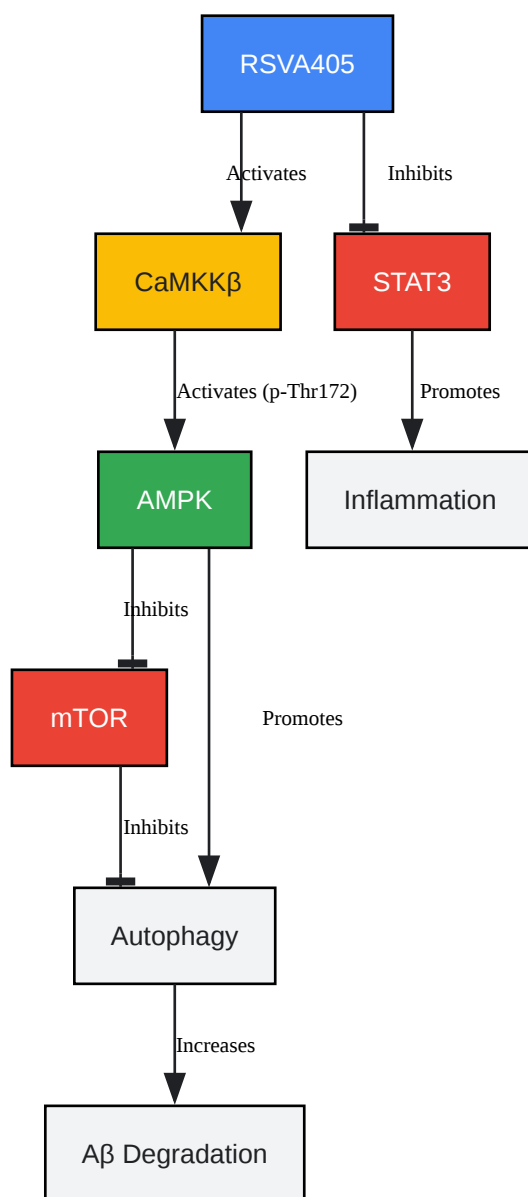 RSVA405
Activates
Inhibits
CaMKKβ
STAT3
Activates (p-Thr172)
Promotes
AMPK
Inflammation
Inhibits
mTOR
Promotes
Inhibits
Autophagy
Increases
Aβ Degradation